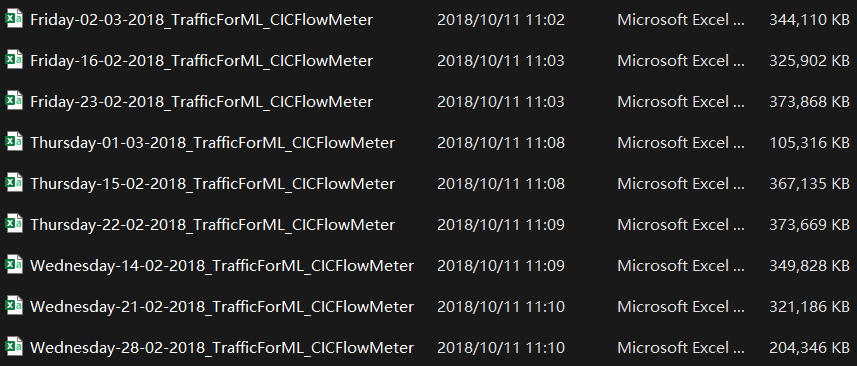 Friday-02-03-2018_TrafficForML_CICFlowMeter 2018/10/11 11:02 Microsoft Excel ... 344,110 KB
Friday-16-02-2018_TrafficForML_CICFlowMeter 2018/10/11 11:03 Microsoft Excel ... 325,902 KB
Friday-23-02-2018_TrafficForML_CICFlowMeter 2018/10/11 11:03 Microsoft Excel ... 373,868 KB
Thursday-01-03-2018_TrafficForML_CICFlowMeter 2018/10/11 11:08 Microsoft Excel ... 105,316 KB
Thursday-15-02-2018_TrafficForML_CICFlowMeter 2018/10/11 11:08 Microsoft Excel ... 367,135 KB
Thursday-22-02-2018_TrafficForML_CICFlowMeter 2018/10/11 11:09 Microsoft Excel ... 373,669 KB
Wednesday-14-02-2018_TrafficForML_CICFlowMeter 2018/10/11 11:09 Microsoft Excel ... 349,828 KB
Wednesday-21-02-2018_TrafficForML_CICFlowMeter 2018/10/11 11:10 Microsoft Excel ... 321,186 KB
Wednesday-28-02-2018_TrafficForML_CICFlowMeter 2018/10/11 11:10 Microsoft Excel ... 204,346 KB